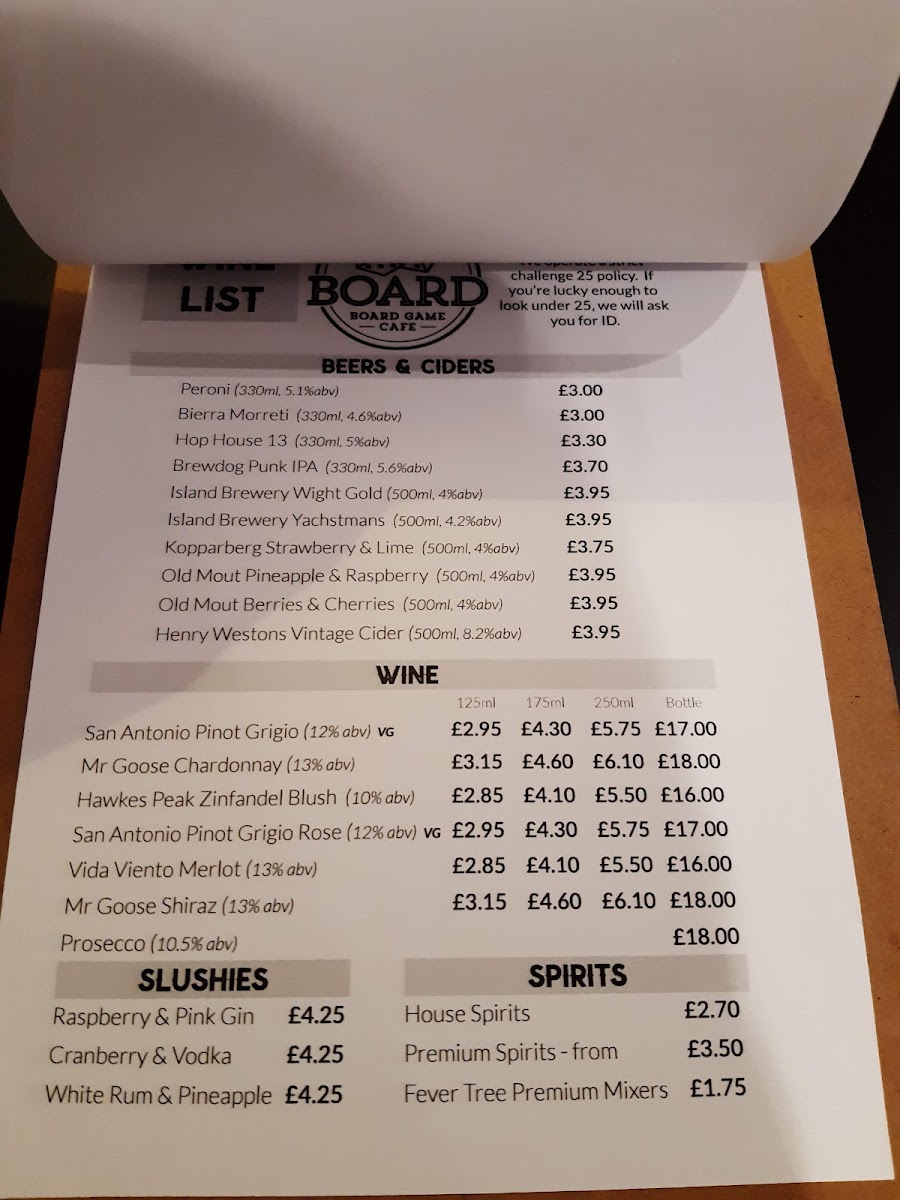 WINE
LIST
BOARD
BOARD GAME
CAFE
challenge 25 policy. If
you're lucky enough to
look under 25, we will ask
you for ID.
BEERS & CIDERS
Peroni (330ml, 5.1%abv) £3.00
Bierra Morreti (330ml, 4.6%abv) £3.00
Hop House 13 (330ml, 5%abv) £3.30
Brewdog Punk IPA (330ml, 5.6%abv) £3.70
Island Brewery Wight Gold (500ml, 4%abv) £3.95
Island Brewery Yachstmans (500ml, 4.2%abv) £3.95
Kopparberg Strawberry & Lime (500ml, 4%abv) £3.75
Old Mout Pineapple & Raspberry (500ml, 4%abv) £3.95
Old Mout Berries & Cherries (500ml, 4%abv) £3.95
Henry Westons Vintage Cider (500ml, 8.2%abv) £3.95
WINE
125ml 175ml 250ml Bottle
San Antonio Pinot Grigio (12% abv) VG £2.95 £4.30 £5.75 £17.00
Mr Goose Chardonnay (13% abv) £3.15 £4.60 £6.10 £18.00
Hawkes Peak Zinfandel Blush (10% abv) £2.85 £4.10 £5.50 £16.00
San Antonio Pinot Grigio Rose (12% abv) VG £2.95 £4.30 £5.75 £17.00
Vida Viento Merlot (13% abv) £2.85 £4.10 £5.50 £16.00
Mr Goose Shiraz (13% abv) £3.15 £4.60 £6.10 £18.00
Prosecco (10.5% abv) £18.00
SLUSHIES
Raspberry & Pink Gin £4.25
Cranberry & Vodka £4.25
White Rum & Pineapple £4.25
SPIRITS
House Spirits £2.70
Premium Spirits - from £3.50
Fever Tree Premium Mixers £1.75